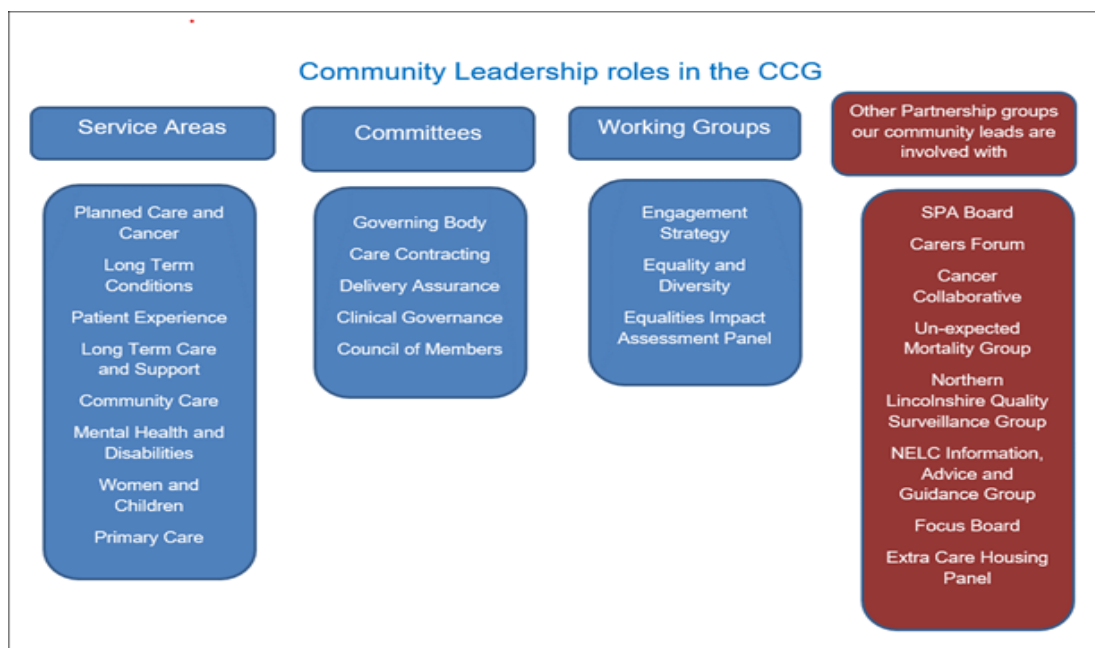 Community Leadership roles in the CCG
Service Areas
Planned Care and
Cancer
Long Term
Conditions
Patient Experience
Long Term Care
and Support
Community Care
Mental Health and
Disabilities
Women and
Children
Primary Care
Committees
Governing Body
Care Contracting
Delivery Assurance
Clinical Governance
Council of Members
Working Groups
Engagement
Strategy
Equality and
Diversity
Equalities Impact
Assessment Panel
Other Partnership groups
our community leads are
involved with
SPA Board
Carers Forum
Cancer
Collaborative
Un-expected
Mortality Group
Northern
Lincolnshire Quality
Surveillance Group
NELC Information,
Advice and
Guidance Group
Focus Board
Extra Care Housing
Panel